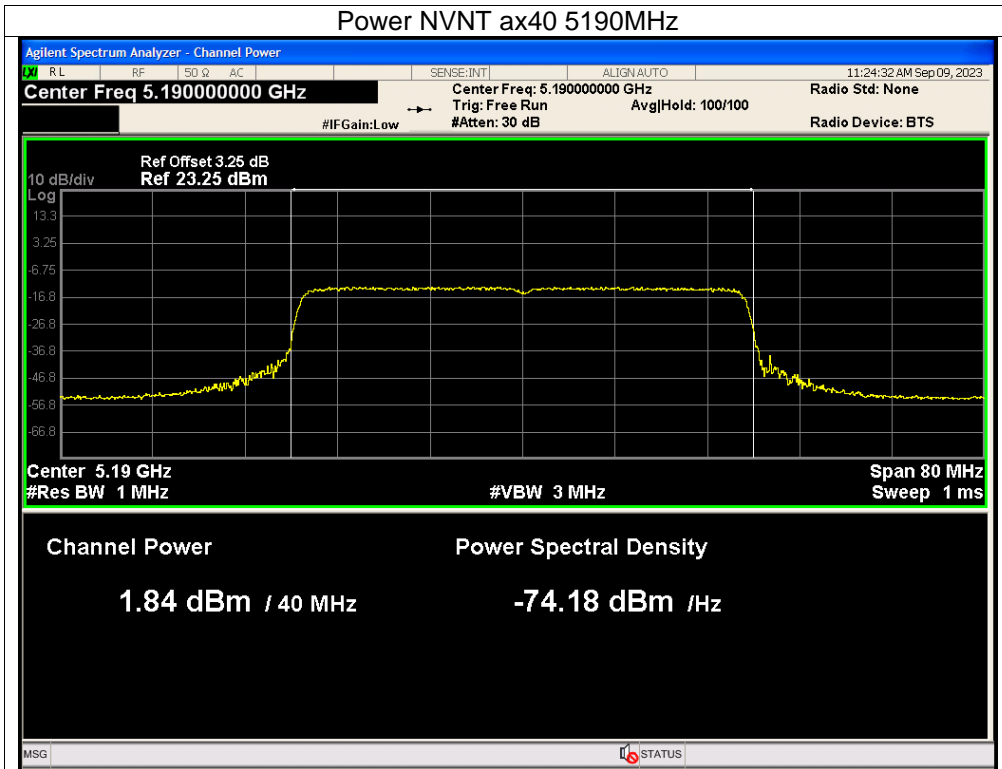 Power NVNT ax40 5190MHz
Agilent Spectrum Analyzer - Channel Power
LXI RL RF 50 Ω AC SENSE:INT ALIGN AUTO 11:24:32 AM Sep 09, 2023
Center Freq 5.190000000 GHz
Center Freq: 5.190000000 GHz
Radio Std: None
Trig: Free Run Avg|Hold: 100/100
#IFGain:Low #Atten: 30 dB Radio Device: BTS
Ref Offset 3.25 dB
10 dB/div Ref 23.25 dBm
Log
13.3
3.25
-6.75
-16.8
-26.8
-36.8
-46.8
-56.8
-66.8
Center 5.19 GHz Span 80 MHz
#Res BW 1 MHz #VBW 3 MHz Sweep 1 ms
Channel Power Power Spectral Density
1.84 dBm / 40 MHz -74.18 dBm /Hz
MSG STATUS